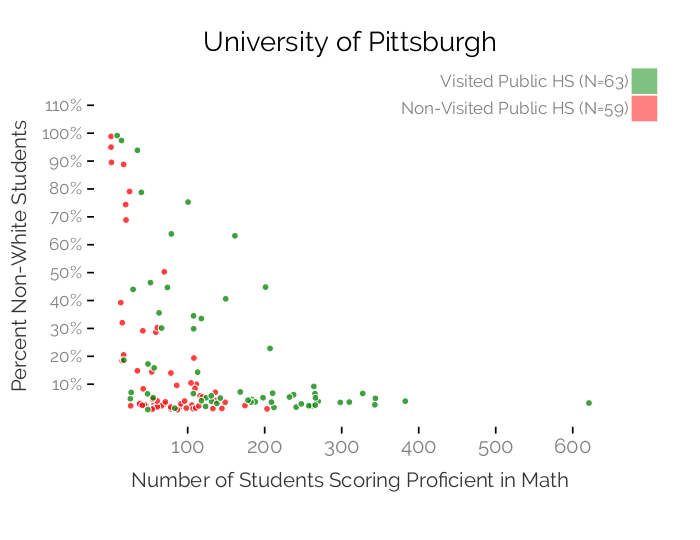 University of Pittsburgh
Visited Public HS (N=63)
Non-Visited Public HS (N=59)
Percent Non-White Students
110%
100%
90%
80%
70%
60%
50%
40%
30%
20%
10%
100 200 300 400 500 600
Number of Students Scoring Proficient in Math